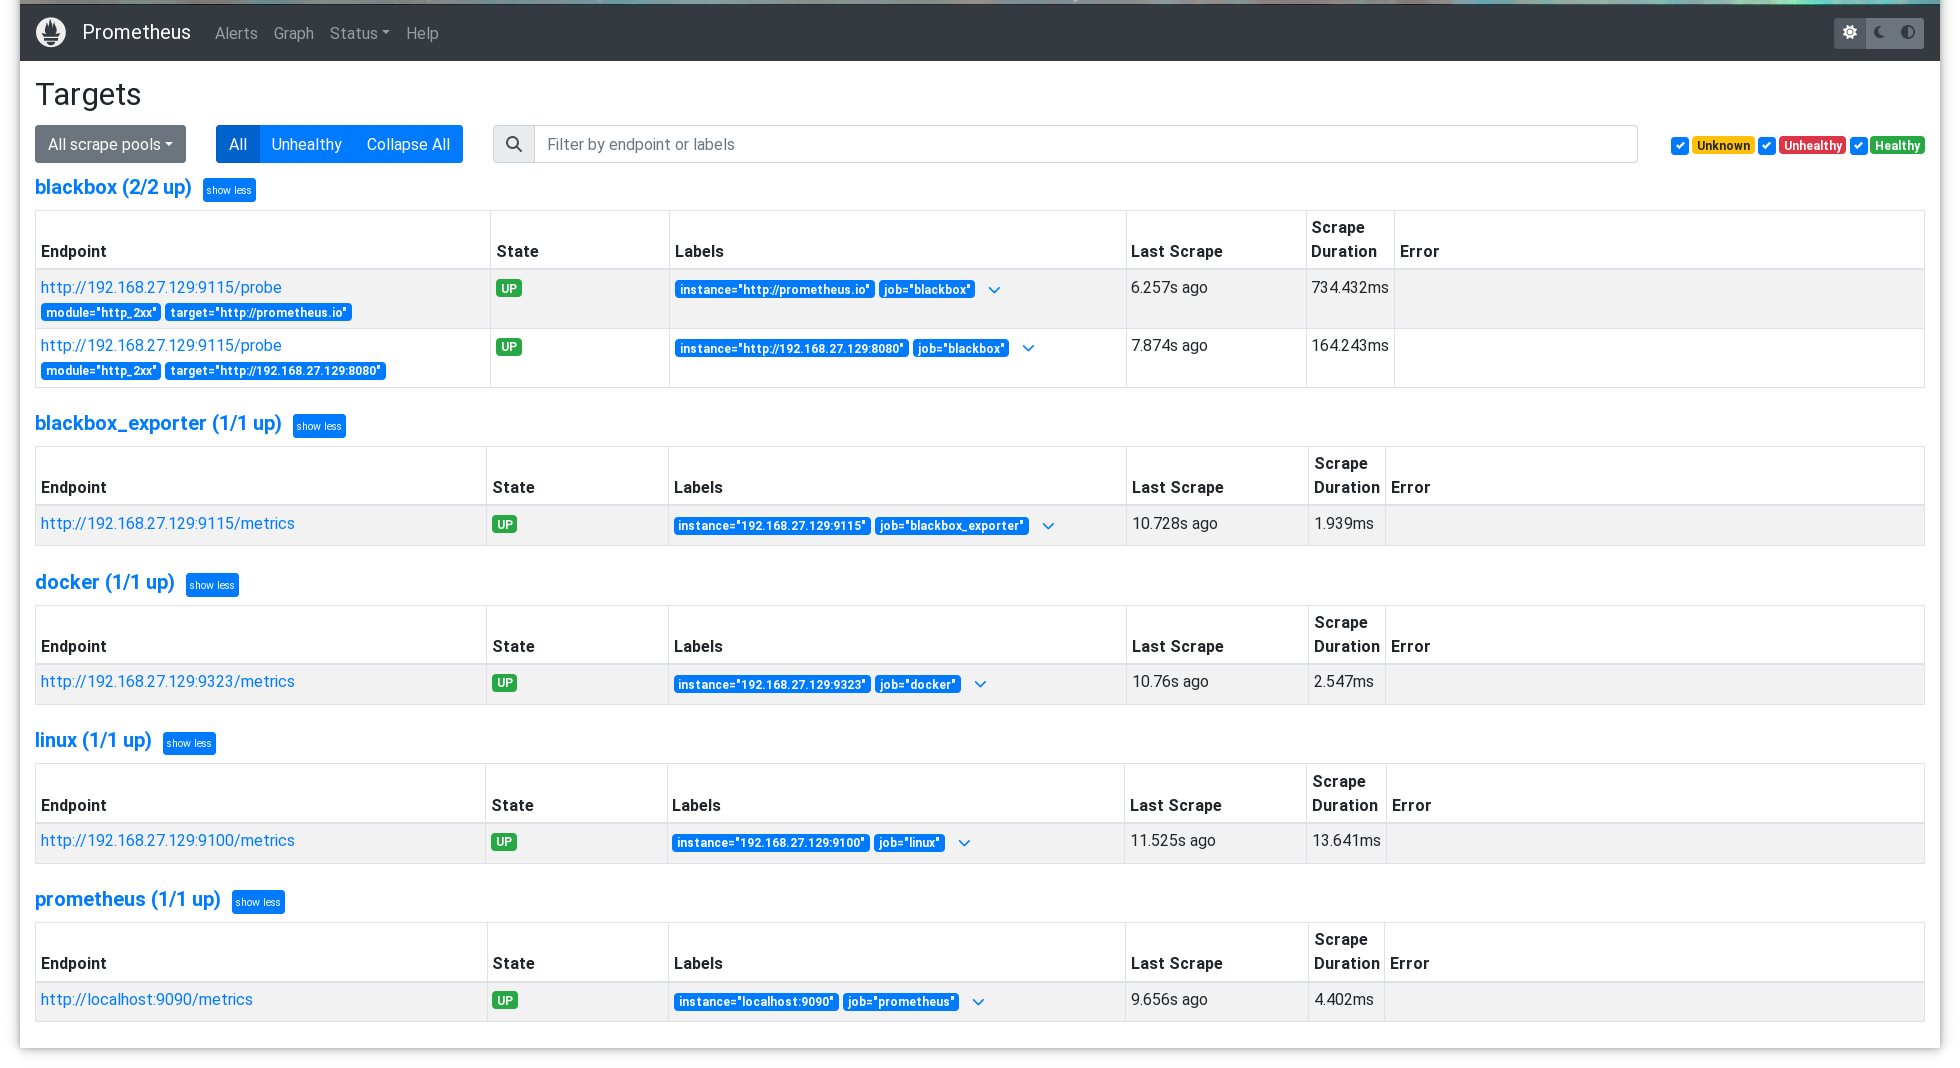 Prometheus Alerts Graph Status Help
Targets
All scrape pools All Unhealthy Collapse All Filter by endpoint or labels Unknown Unhealthy Healthy
blackbox (2/2 up) show less
Endpoint State Labels Last Scrape Scrape Duration Error
http://192.168.27.129:9115/probe UP instance="http://prometheus.io" job="blackbox" 6.257s ago 734.432ms
module="http_2xx" target="http://prometheus.io"
http://192.168.27.129:9115/probe UP instance="http://192.168.27.129:8080" job="blackbox" 7.874s ago 164.243ms
module="http_2xx" target="http://192.168.27.129:8080"
blackbox_exporter (1/1 up) show less
Endpoint State Labels Last Scrape Scrape Duration Error
http://192.168.27.129:9115/metrics UP instance="192.168.27.129:9115" job="blackbox_exporter" 10.728s ago 1.939ms
docker (1/1 up) show less
Endpoint State Labels Last Scrape Scrape Duration Error
http://192.168.27.129:9323/metrics UP instance="192.168.27.129:9323" job="docker" 10.76s ago 2.547ms
linux (1/1 up) show less
Endpoint State Labels Last Scrape Scrape Duration Error
http://192.168.27.129:9100/metrics UP instance="192.168.27.129:9100" job="linux" 11.525s ago 13.641ms
prometheus (1/1 up) show less
Endpoint State Labels Last Scrape Scrape Duration Error
http://localhost:9090/metrics UP instance="localhost:9090" job="prometheus" 9.656s ago 4.402ms